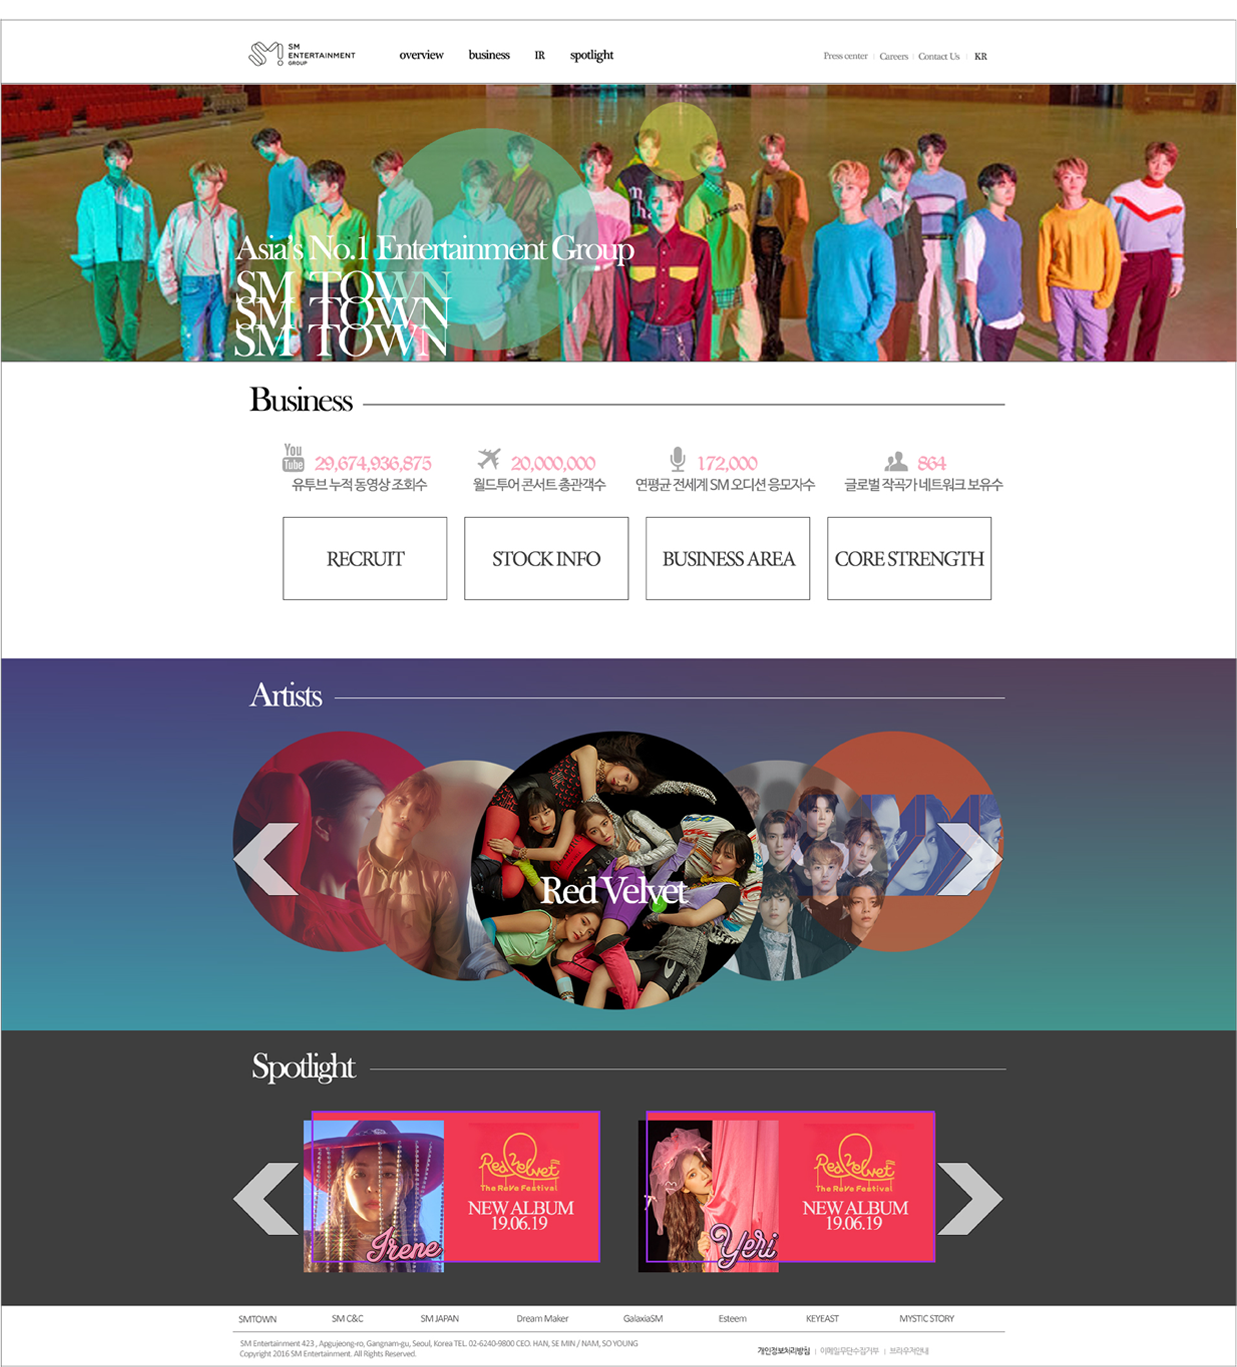 SM
ENTERTAINMENT
GROUP
overview business IR spotlight
Press center | Careers | Contact Us | KR
Asia's No.1 Entertainment Group
SM TOWN
SM TOWN
SM TOWN
Business
You
Tube
29,674,936,875
유투브 누적 동영상 조회수
20,000,000
월드투어 콘서트 총관객수
172,000
연평균 전세계 SM 오디션 응모자수
864
글로벌 작곡가 네트워크 보유수
RECRUIT
STOCK INFO
BUSINESS AREA
CORE STRENGTH
Artists
Red Velvet
Spotlight
Irene
Red Velvet
The ReVe Festival
NEW ALBUM
19.06.19
Yeri
Red Velvet
The ReVe Festival
NEW ALBUM
19.06.19
SMTOWN SM C&C SM JAPAN Dream Maker GalaxiaSM Esteem KEYEAST MYSTIC STORY
SM Entertainment 423 , Apgujeong-ro, Gangnam-gu, Seoul, Korea TEL. 02-6240-9800 CEO. HAN, SE MIN / NAM, SO YOUNG
Copyright 2016 SM Entertainment. All Rights Reserved.
개인정보처리방침 | 이메일무단수집거부 | 브라우저안내